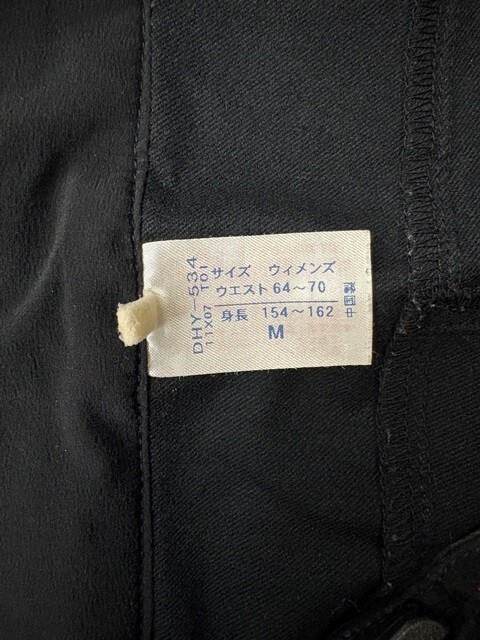 サイズ ウィメンズ
ウエスト 64～70
身長 154～162
M
DHY-534
11X07 T01
中国製